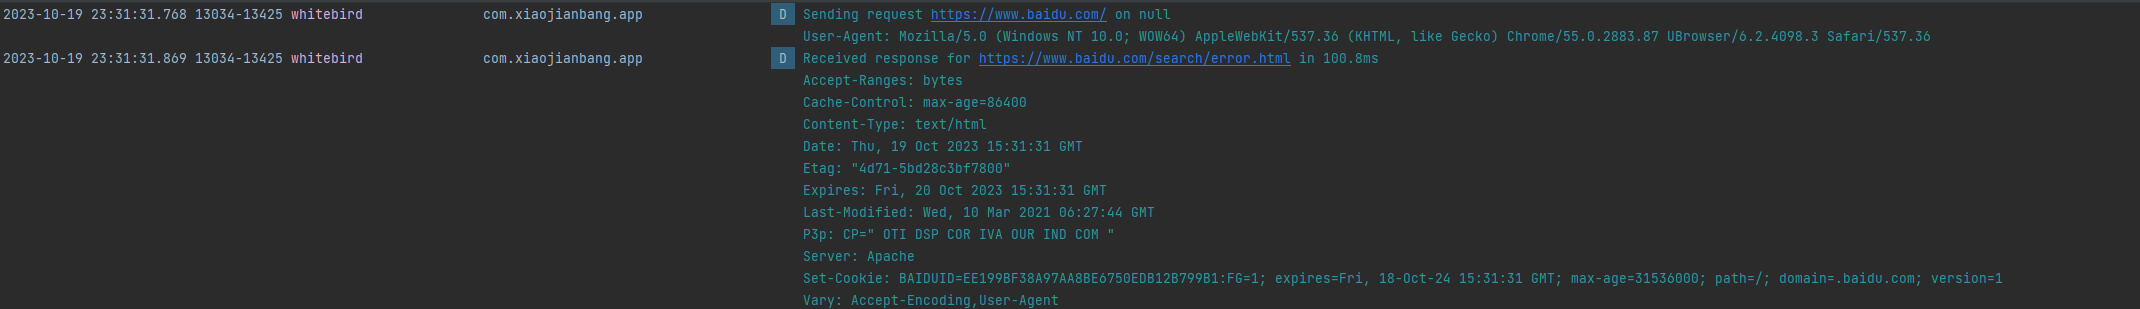 2023-10-19 23:31:31.768 13034-13425 whitebird com.xiaojianbang.app D Sending request https://www.baidu.com/ on null
User-Agent: Mozilla/5.0 (Windows NT 10.0; WOW64) AppleWebKit/537.36 (KHTML, like Gecko) Chrome/55.0.2883.87 UBrowser/6.2.4098.3 Safari/537.36
2023-10-19 23:31:31.869 13034-13425 whitebird com.xiaojianbang.app D Received response for https://www.baidu.com/search/error.html in 100.8ms
Accept-Ranges: bytes
Cache-Control: max-age=86400
Content-Type: text/html
Date: Thu, 19 Oct 2023 15:31:31 GMT
Etag: "4d71-5bd28c3bf7800"
Expires: Fri, 20 Oct 2023 15:31:31 GMT
Last-Modified: Wed, 10 Mar 2021 06:27:44 GMT
P3p: CP=" OTI DSP COR IVA OUR IND COM "
Server: Apache
Set-Cookie: BAIDUID=EE199BF38A97AA8BE6750EDB12B799B1:FG=1; expires=Fri, 18-Oct-24 15:31:31 GMT; max-age=31536000; path=/; domain=.baidu.com; version=1
Vary: Accept-Encoding,User-Agent